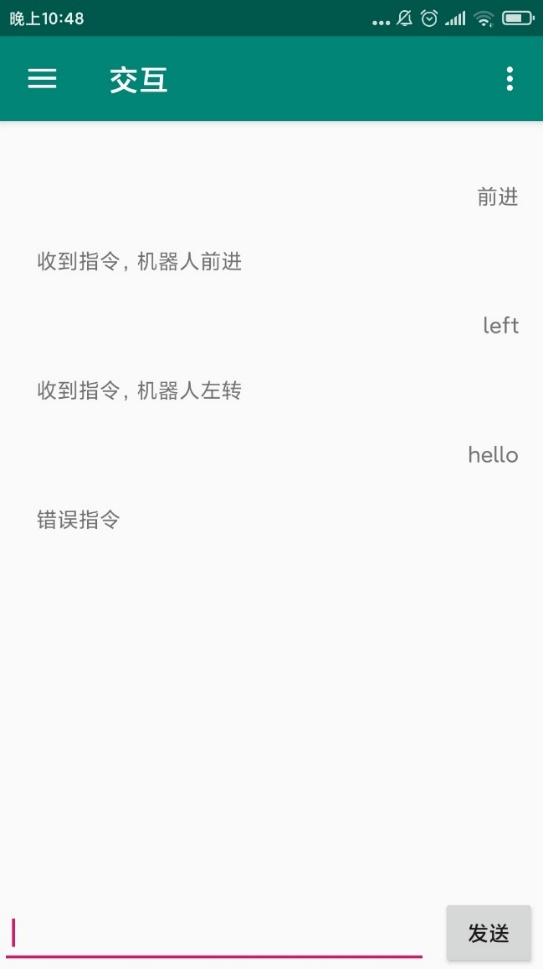 晚上10:48
交互
前进
收到指令, 机器人前进
left
收到指令, 机器人左转
hello
错误指令
发送